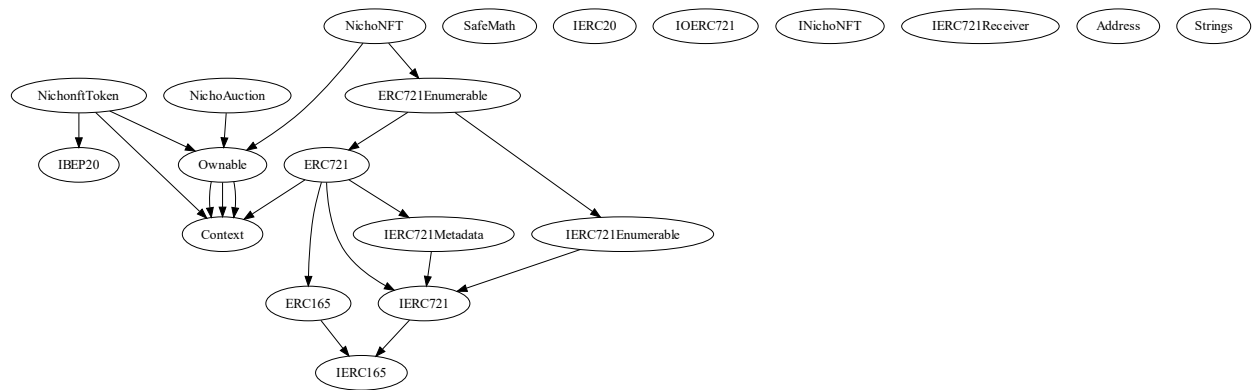 NichoNFT
SafeMath
IERC20
IOERC721
INichoNFT
IERC721Receiver
Address
Strings
NichonftToken
NichoAuction
ERC721Enumerable
IBEP20
Ownable
ERC721
Context
IERC721Metadata
IERC721Enumerable
ERC165
IERC721
IERC165